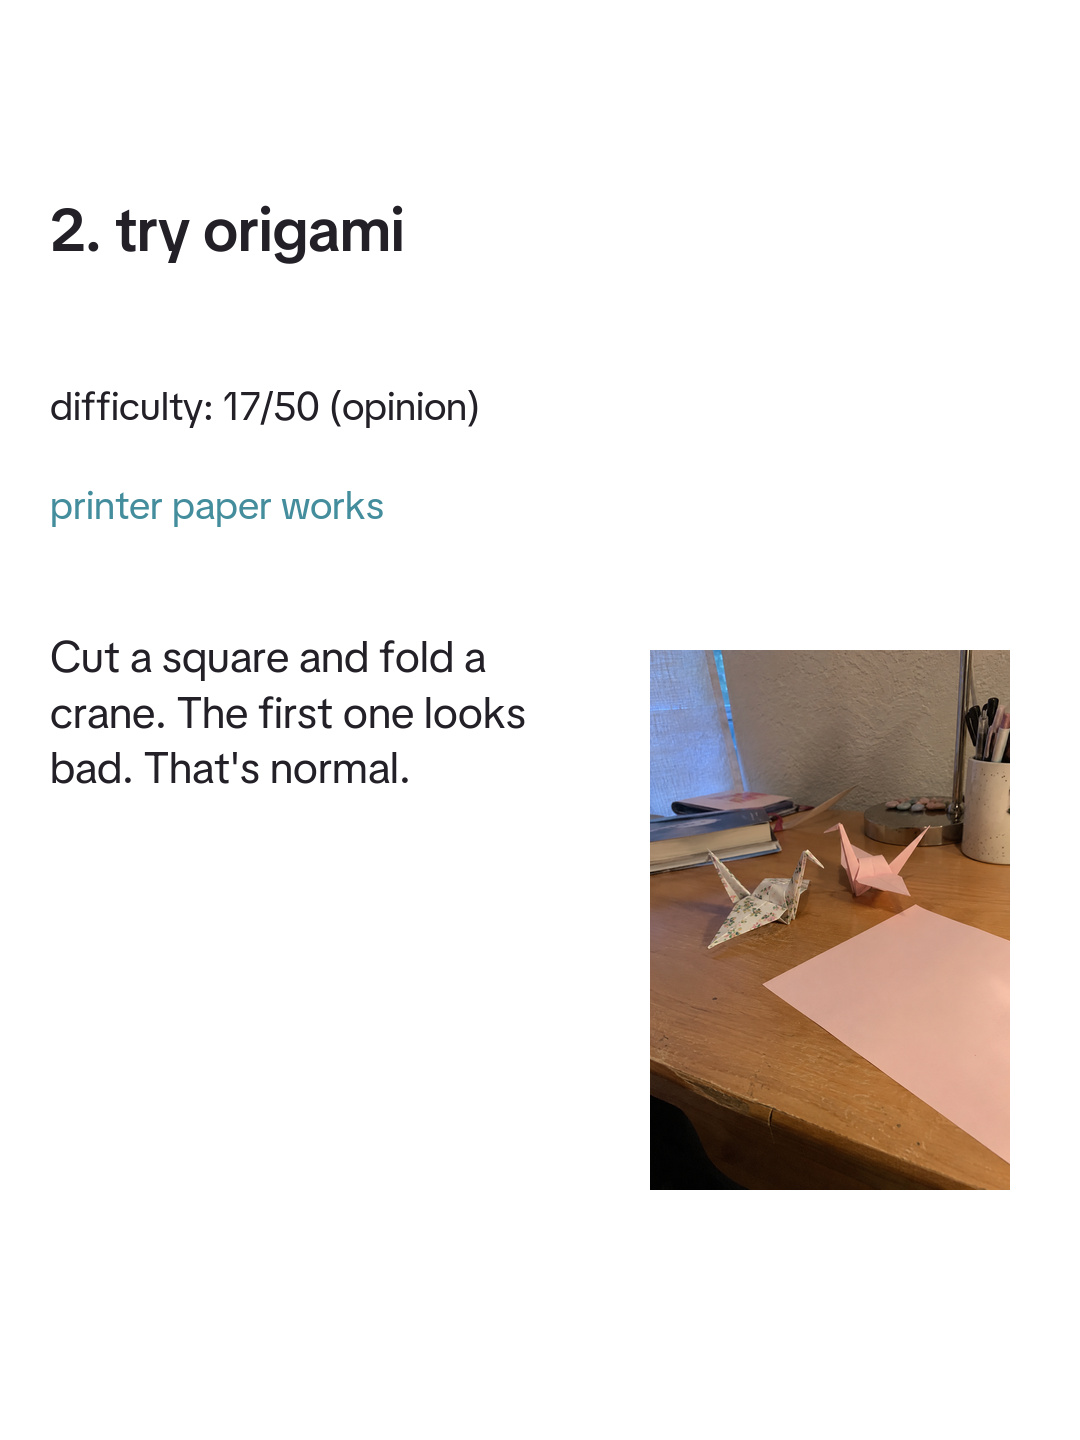 2. try origami
difficulty: 17/50 (opinion)
printer paper works
Cut a square and fold a
crane. The first one looks
bad. That's normal.